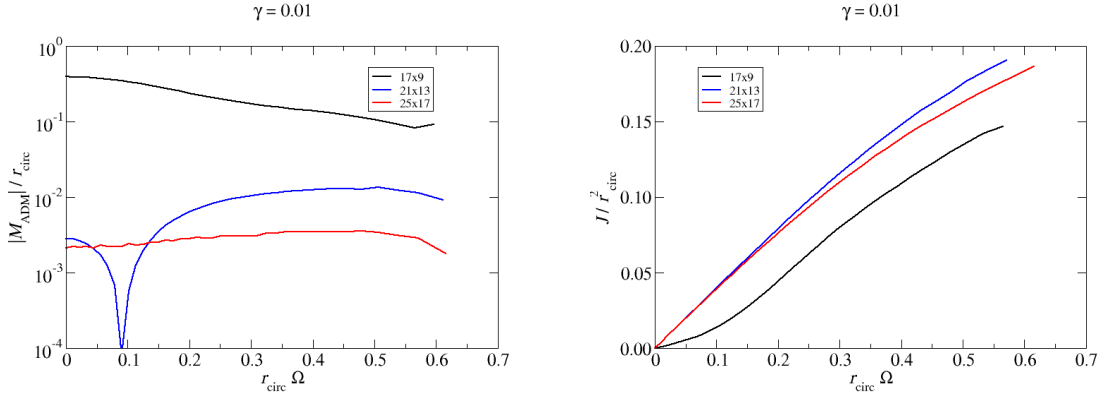 γ = 0.01
10^0
10^-1
10^-2
10^-3
10^-4
|M_ADM| / r_circ
17x9
21x13
25x17
0 0.1 0.2 0.3 0.4 0.5 0.6 0.7
r_circ Ω
γ = 0.01
0.20
0.15
0.10
0.05
0.00
J / r^2_circ
17x9
21x13
25x17
0 0.1 0.2 0.3 0.4 0.5 0.6 0.7
r_circ Ω